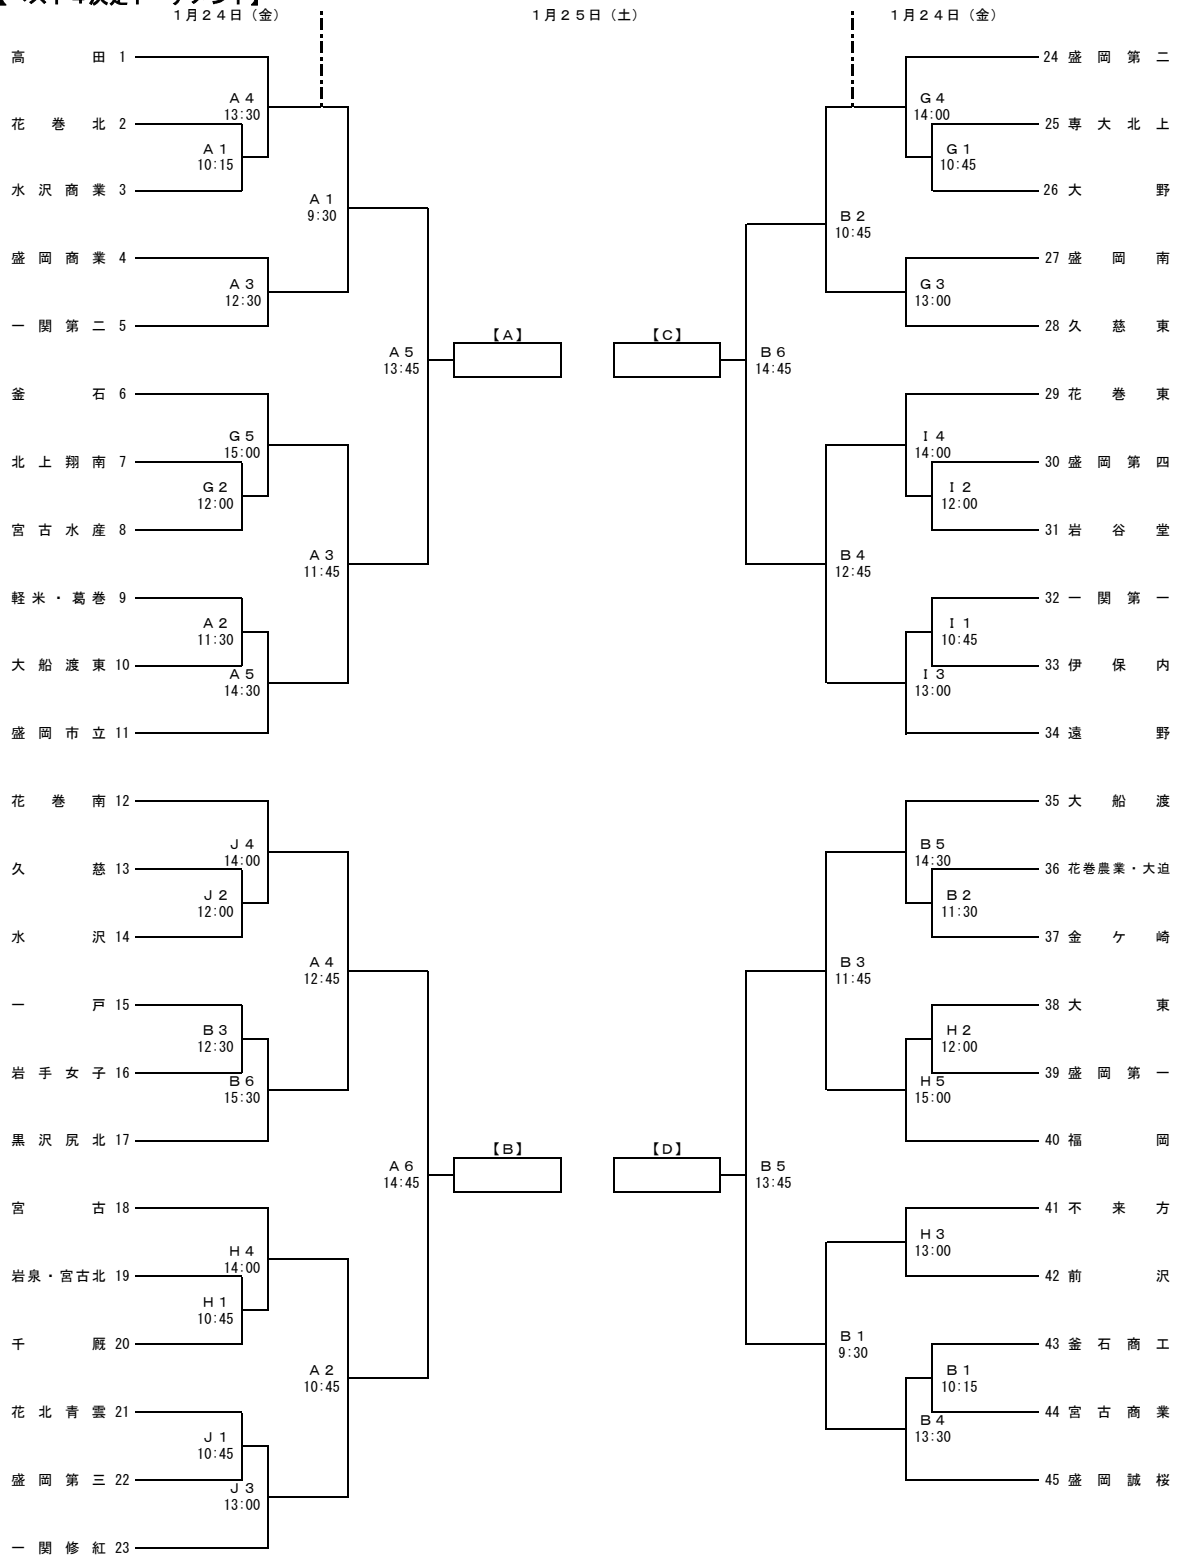 １月２４日（金）
１月２５日（土）
１月２４日（金）
高田 1
A 4
13:30
花巻北 2
A 1
10:15
水沢商業 3
A 1
9:30
盛岡商業 4
A 3
12:30
一関第二 5
A 5
13:45
【A】
釜石 6
G 5
15:00
北上翔南 7
G 2
12:00
宮古水産 8
A 3
11:45
軽米・葛巻 9
A 2
11:30
大船渡東 10
A 5
14:30
盛岡市立 11
花巻南 12
J 4
14:00
久慈 13
J 2
12:00
水沢 14
A 4
12:45
一戸 15
B 3
12:30
岩手女子 16
B 6
15:30
黒沢尻北 17
A 6
14:45
【B】
宮古 18
H 4
14:00
岩泉・宮古北 19
H 1
10:45
千厩 20
A 2
10:45
花北青雲 21
J 1
10:45
盛岡第三 22
J 3
13:00
一関修紅 23
24 盛岡第二
G 4
14:00
25 専大北上
G 1
10:45
26 大野
B 2
10:45
27 盛岡南
G 3
13:00
28 久慈東
【C】
B 6
14:45
29 花巻東
I 4
14:00
30 盛岡第四
I 2
12:00
31 岩谷堂
B 4
12:45
32 一関第一
I 1
10:45
33 伊保内
I 3
13:00
34 遠野
35 大船渡
B 5
14:30
36 花巻農業・大迫
B 2
11:30
37 金ケ崎
B 3
11:45
38 大東
H 2
12:00
39 盛岡第一
H 5
15:00
40 福岡
【D】
B 5
13:45
41 不来方
H 3
13:00
42 前沢
B 1
9:30
43 釜石商工
B 1
10:15
44 宮古商業
B 4
13:30
45 盛岡誠桜